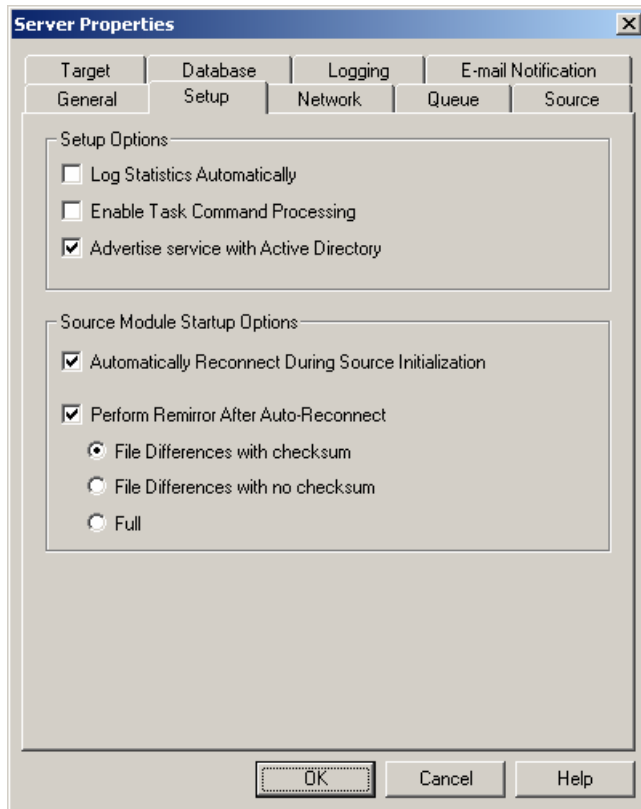 Server Properties
Target Database Logging E-mail Notification
General Setup Network Queue Source
Setup Options
Log Statistics Automatically
Enable Task Command Processing
Advertise service with Active Directory
Source Module Startup Options
Automatically Reconnect During Source Initialization
Perform Remirror After Auto-Reconnect
File Differences with checksum
File Differences with no checksum
Full
OK Cancel Help